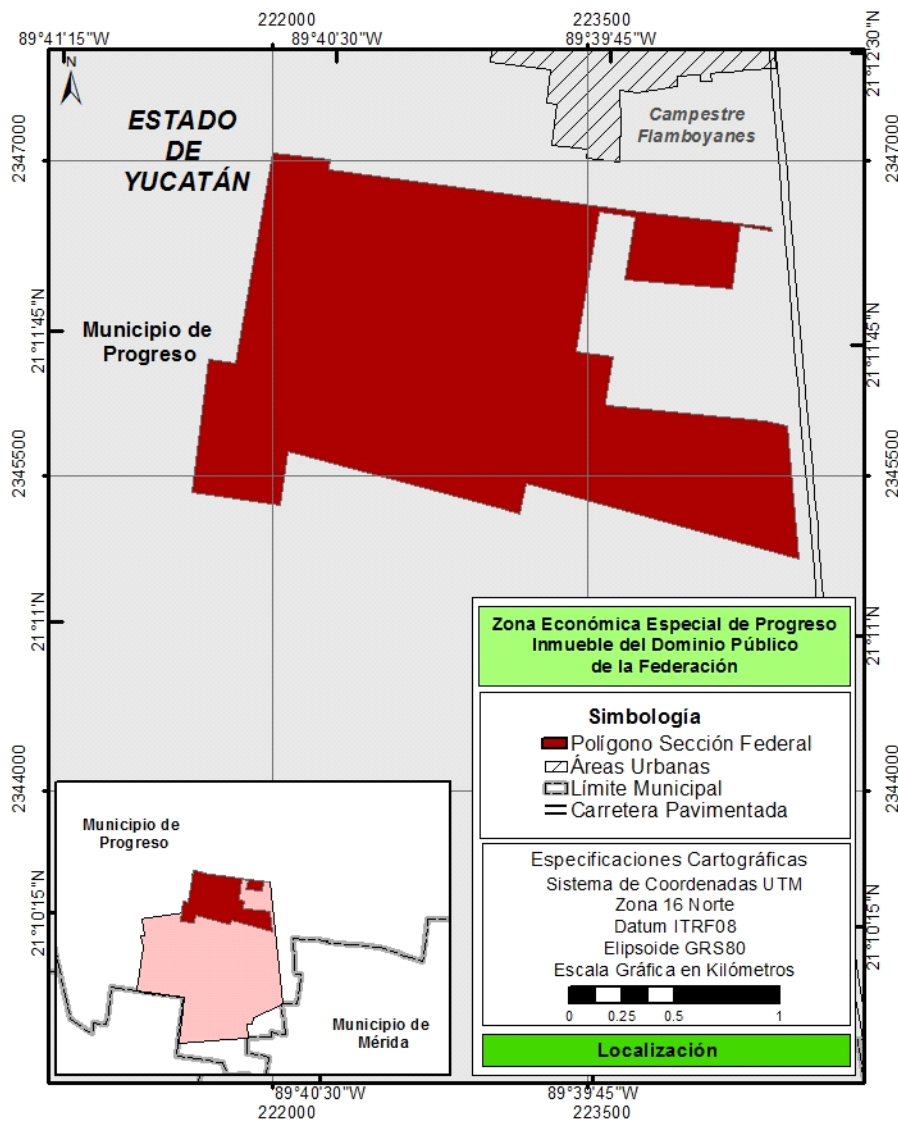 222000
223500
89°41'15"W
89°40'30"W
89°39'45"W
21°12'30"N
N
ESTADO
DE
YUCATÁN
Campestre
Flamboyanes
2347000
2347000
Municipio de
Progreso
21°11'45"N
21°11'45"N
2345500
2345500
21°11'N
21°11'N
Zona Económica Especial de Progreso
Inmueble del Dominio Público
de la Federación
Simbología
Polígono Sección Federal
Áreas Urbanas
Límite Municipal
Carretera Pavimentada
2344000
2344000
Municipio de
Progreso
Municipio de
Mérida
21°10'15"N
21°10'15"N
Especificaciones Cartográficas
Sistema de Coordenadas UTM
Zona 16 Norte
Datum ITRF08
Elipsoide GRS80
Escala Gráfica en Kilómetros
0 0.25 0.5 1
Localización
89°40'30"W
89°39'45"W
222000
223500